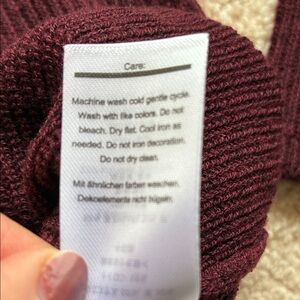 Care:
Machine wash cold gentle cycle.
Wash with like colors. Do not
bleach. Dry flat. Cool iron as
needed. Do not iron decoration.
Do not dry clean.
Mit ähnlichen farben waschen.
Dekoelemente nicht bügeln.